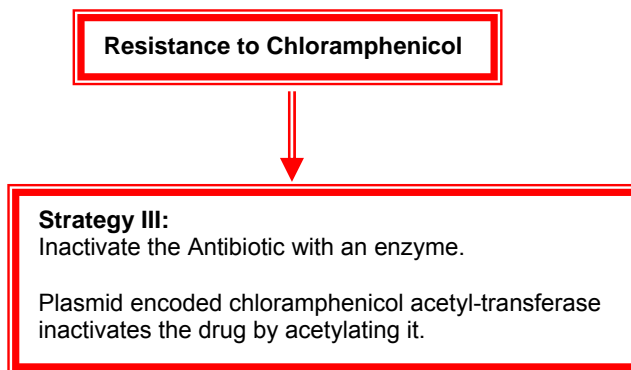 Resistance to Chloramphenicol
Strategy III:
Inactivate the Antibiotic with an enzyme.
Plasmid encoded chloramphenicol acetyl-transferase
inactivates the drug by acetylating it.